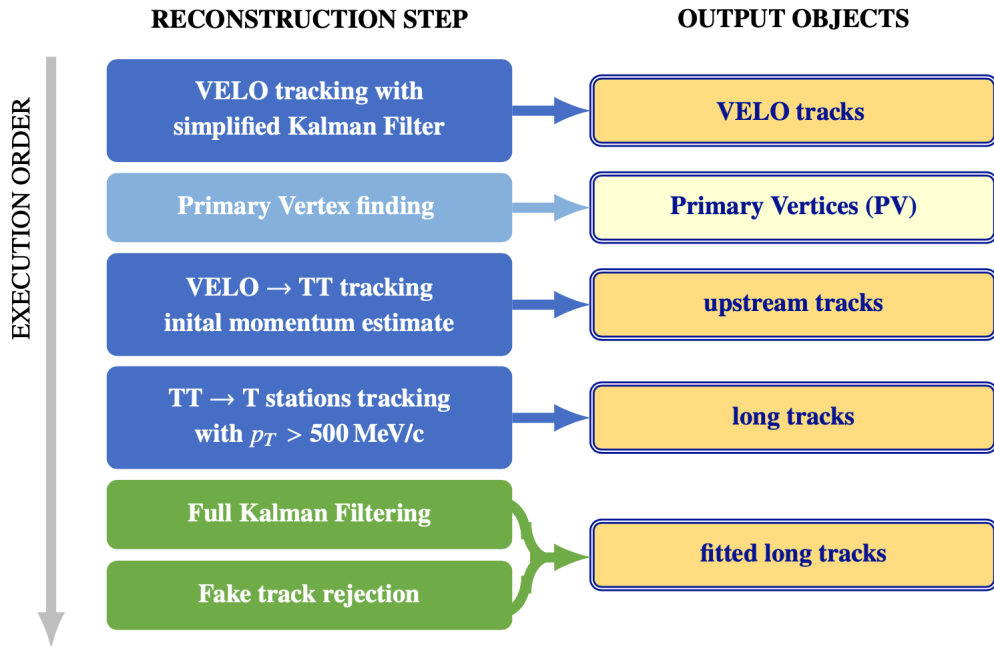 RECONSTRUCTION STEP
OUTPUT OBJECTS
EXECUTION ORDER
VELO tracking with
simplified Kalman Filter
VELO tracks
Primary Vertex finding
Primary Vertices (PV)
VELO → TT tracking
inital momentum estimate
upstream tracks
TT → T stations tracking
with p_T > 500 MeV/c
long tracks
Full Kalman Filtering
Fake track rejection
fitted long tracks